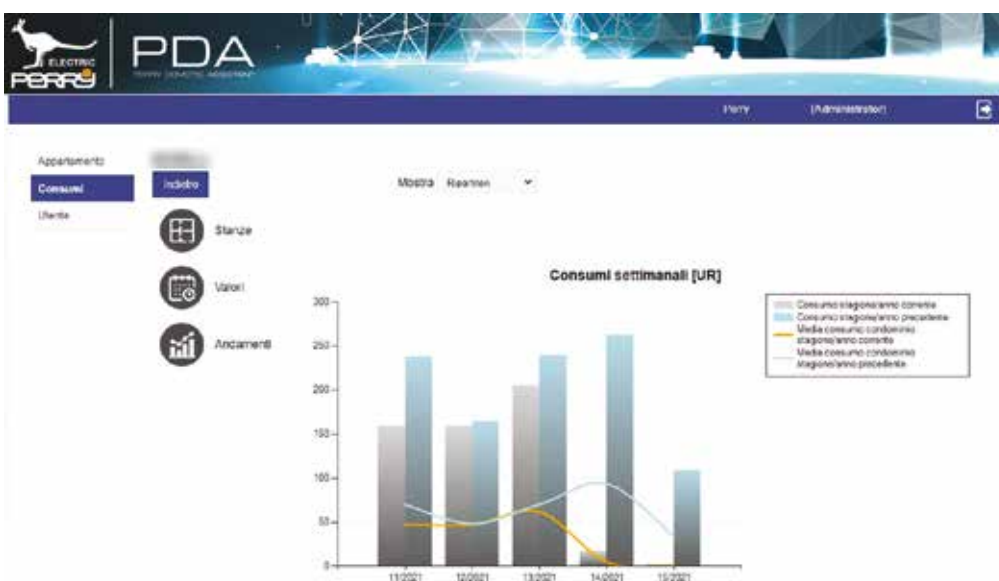 ELECTRIC
PERRY
PDA
PERRY DOMOTIC ASSISTANT
Perry
(Administrator)
Appartamento
Consumi
Utente
Indietro
Mostra Ripartitori
Stanze
Valori
Andamenti
Consumi settimanali [UR]
Consumo stagione/anno corrente
Consumo stagione/anno precedente
Media consumo condominio
stagione/anno corrente
Media consumo condominio
stagione/anno precedente
300
250
200
150
100
50
0
11/2021 12/2021 13/2021 14/2021 15/2021